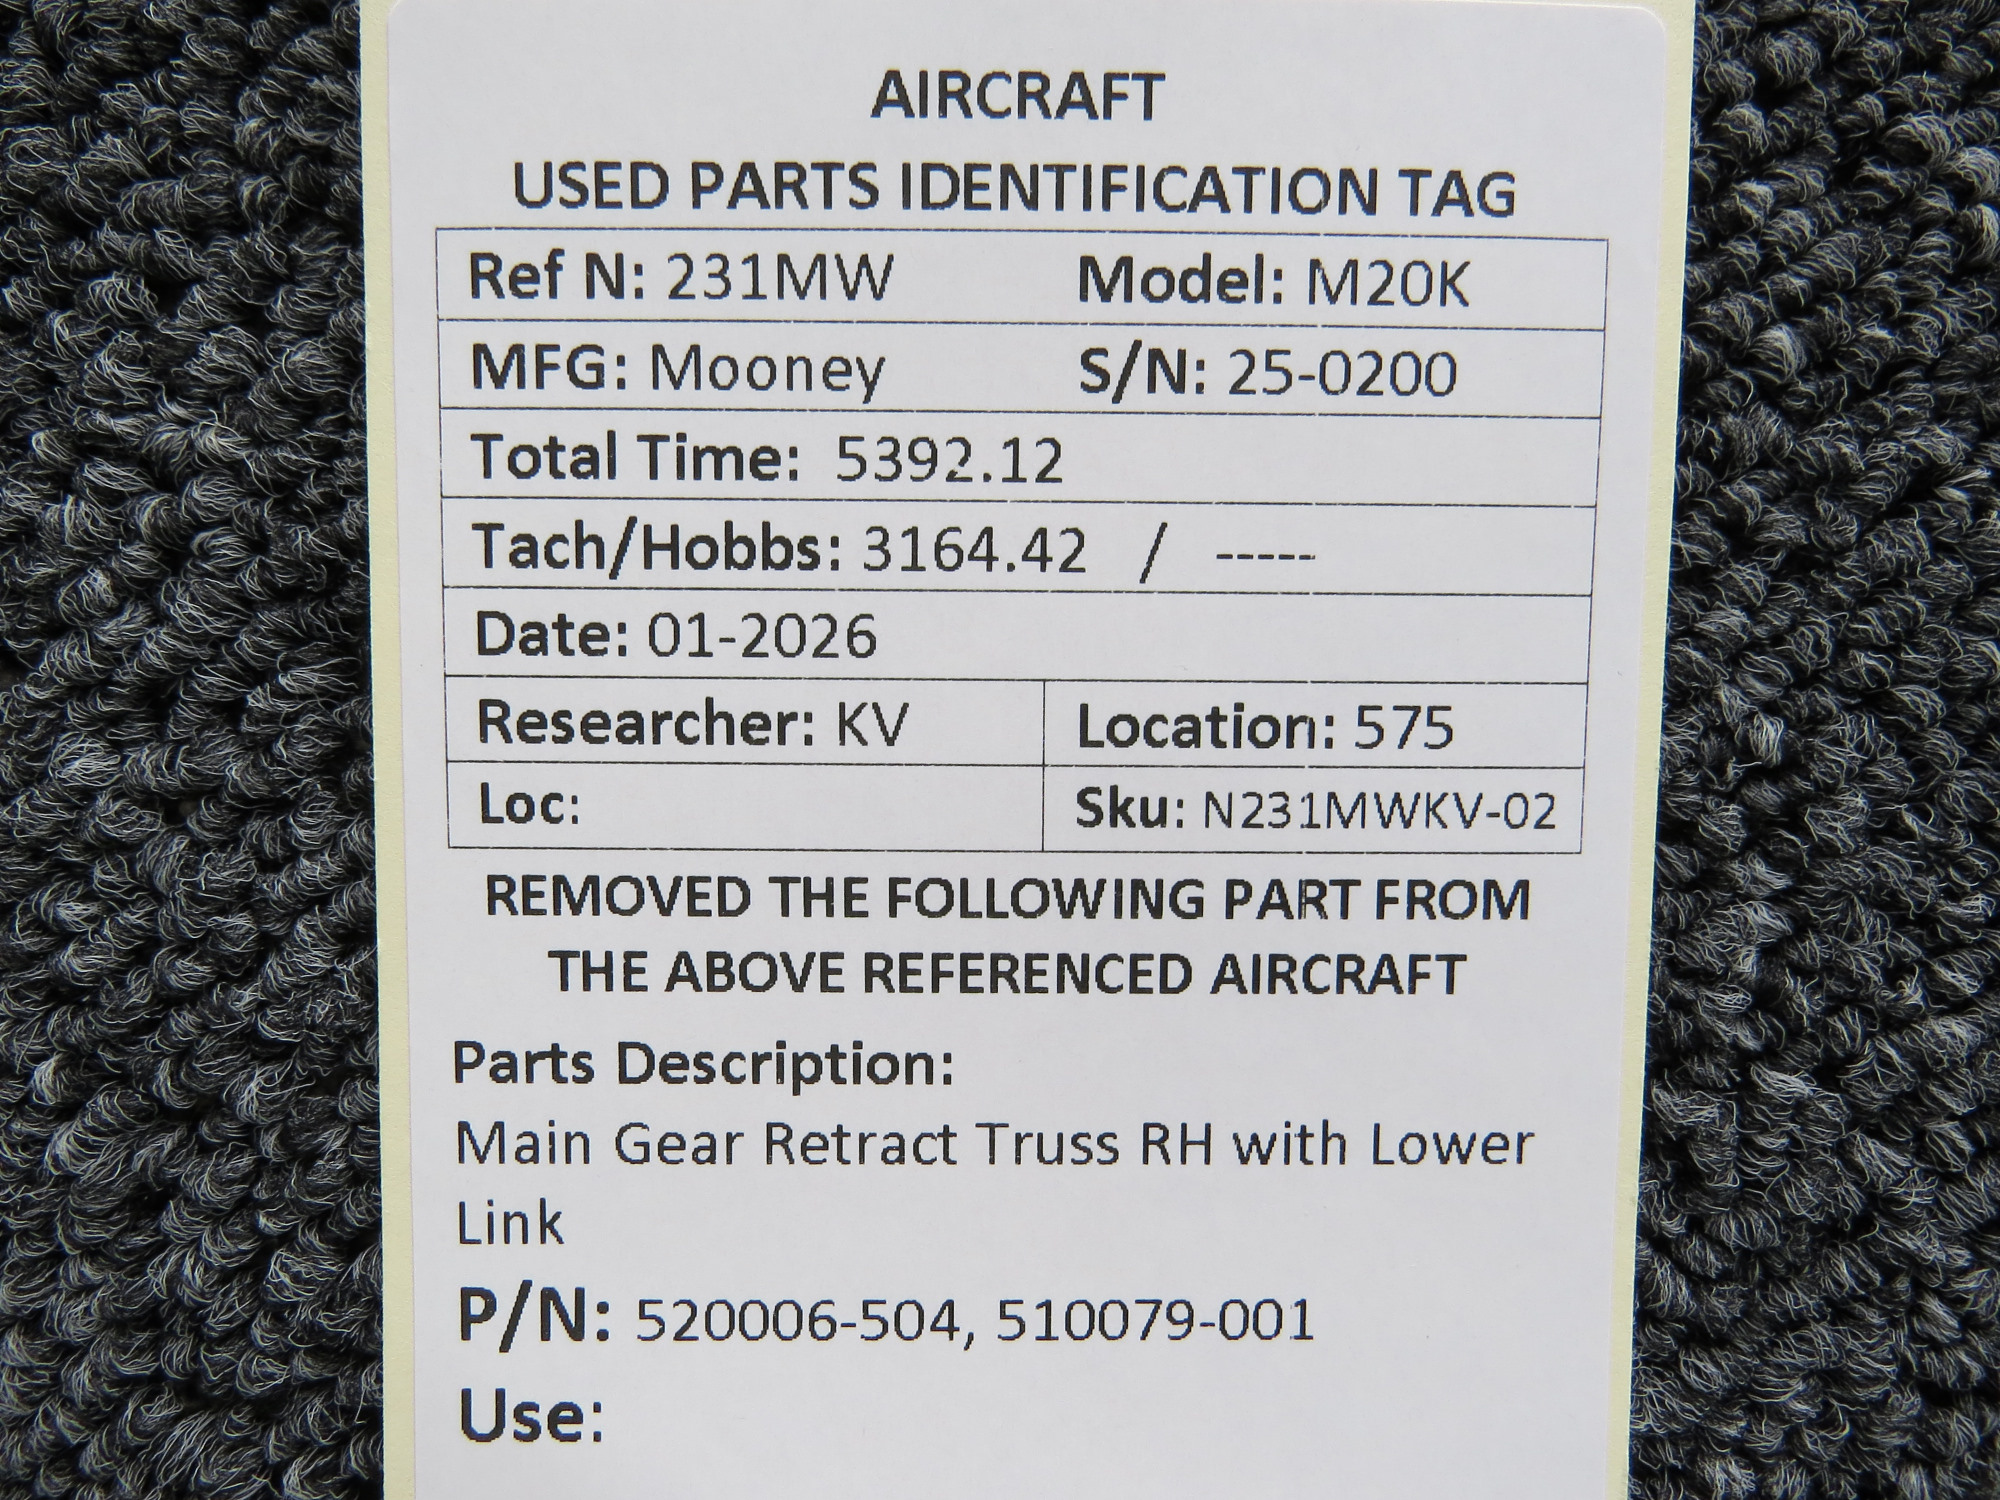 AIRCRAFT
USED PARTS IDENTIFICATION TAG
Ref N: 231MW Model: M20K
MFG: Mooney S/N: 25-0200
Total Time: 5392.12
Tach/Hobbs: 3164.42 / -----
Date: 01-2026
Researcher: KV Location: 575
Loc: Sku: N231MWKV-02
REMOVED THE FOLLOWING PART FROM
THE ABOVE REFERENCED AIRCRAFT
Parts Description:
Main Gear Retract Truss RH with Lower
Link
P/N: 520006-504, 510079-001
Use: